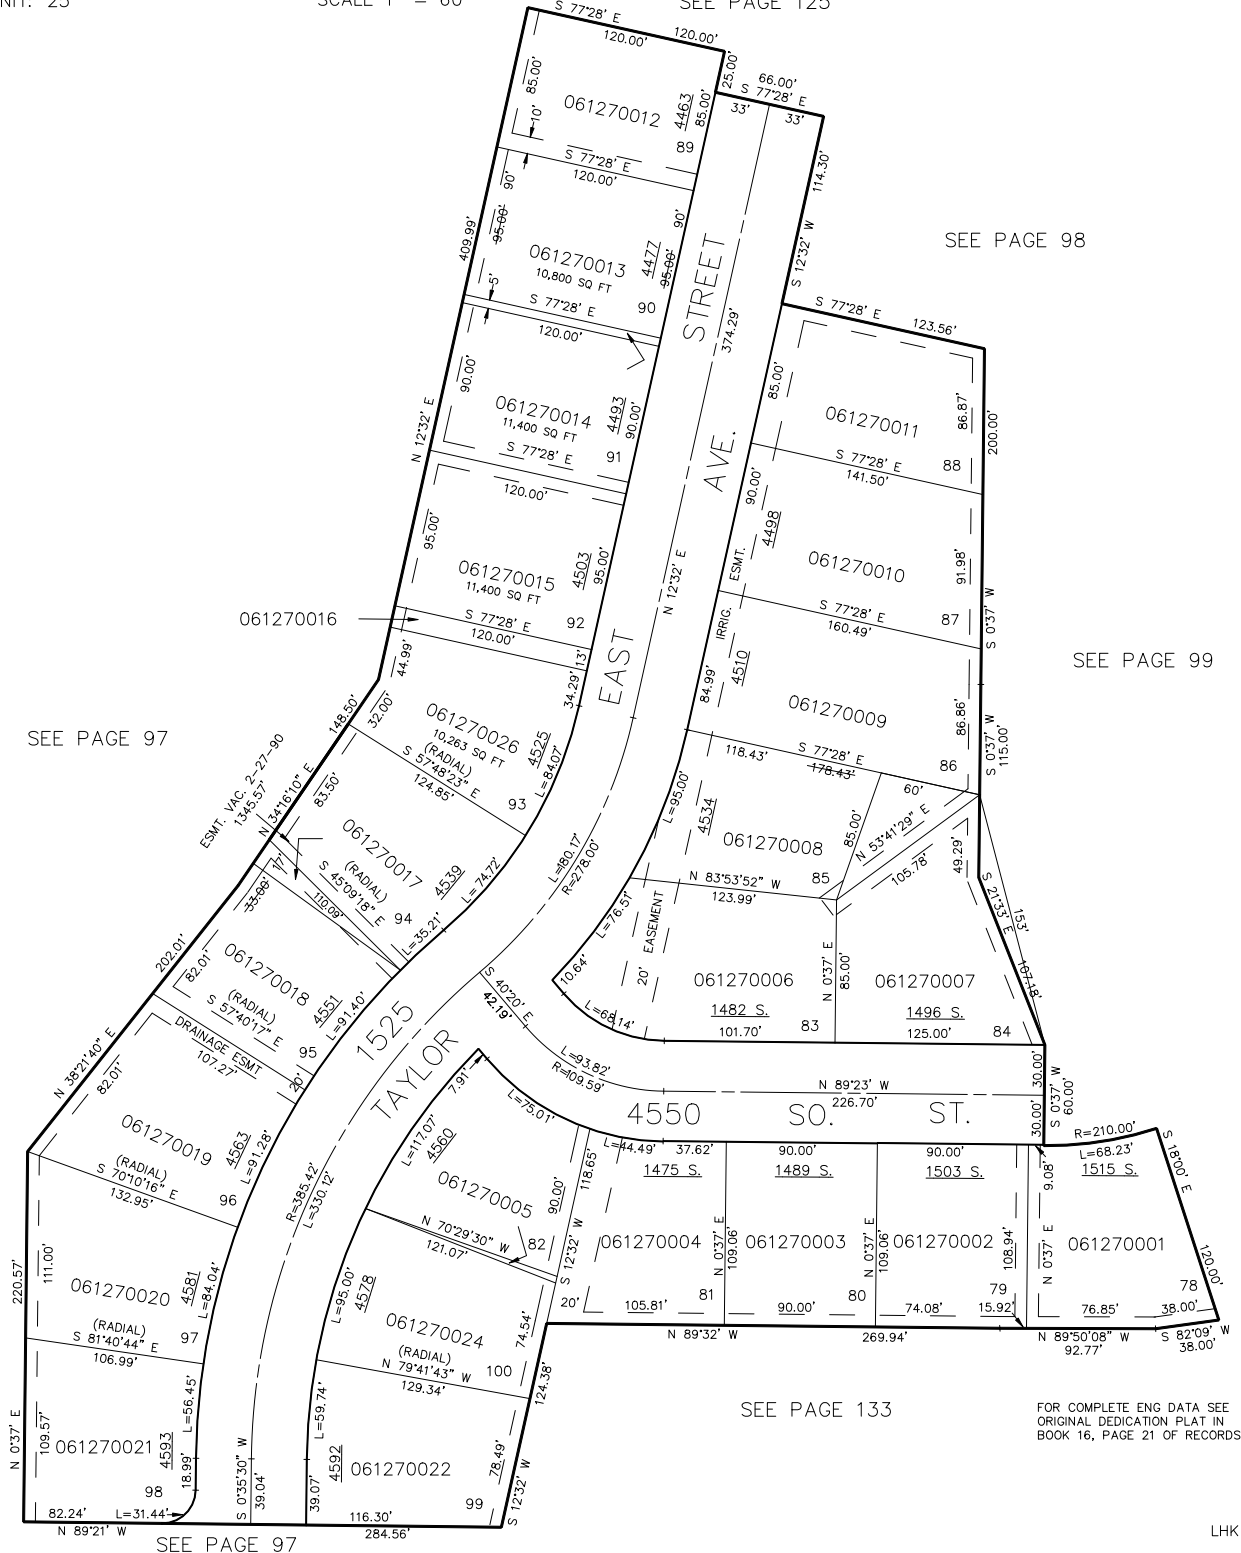 SCALE 1" = 60'
SEE PAGE 125
S 77°28' E
120.00'
120.00'
25.00'
66.00'
S 77°28' E
33'
33'
85.00'
10'
061270012
4463
85.00'
89
S 77°28' E
120.00'
114.30'
S 12°32' W
SEE PAGE 98
90'
95.00'
409.99'
061270013
10,800 SQ FT
4477
90'
95.00'
90
5'
S 77°28' E
120.00'
STREET
374.29'
S 77°28' E
123.56'
90.00'
061270014
11,400 SQ FT
4493
90.00'
91
S 77°28' E
120.00'
N 12°32' E
AVE.
85.00'
061270011
86.87'
200.00'
88
S 77°28' E
141.50'
95.00'
061270015
11,400 SQ FT
4503
95.00'
92
S 77°28' E
120.00'
061270016
13'
N 12°32' E
90.00'
4498
061270010
91.98'
87
S 0°37' W
S 77°28' E
160.49'
IRRIG. ESMT.
EAST
SEE PAGE 99
44.99'
32.00'
148.50'
34.29'
061270026
10,263 SQ FT
(RADIAL)
S 57°48'23" E
124.85'
4525
L=84.07'
93
84.99'
4510
061270009
86.86'
86
S 0°37' W
115.00'
S 77°28' E
118.43'
178.43'
60'
SEE PAGE 97
ESMT. VAC. 2-27-90
1345.57'
N 34°16'10" E
83.50'
17'
061270017
(RADIAL)
S 45°09'18" E
110.09'
4539
L=74.72'
94
L=35.21'
L=180.17'
R=278.00'
L=95.00'
4534
061270008
85.00'
85
N 53°41'29" E
105.78'
49.29'
N 83°53'52" W
123.99'
S 21°33' E
153'
107.18'
33.00'
202.01'
82.01'
061270018
(RADIAL)
S 57°40'17" E
4551
L=91.40'
95
DRAINAGE ESMT
107.27'
20'
L=76.51'
EASEMENT
20'
10.64'
L=68.14'
061270006
1482 S.
101.70'
83
N 0°37' E
85.00'
061270007
1496 S.
125.00'
84
S 40°20' E
42.19'
L=93.82'
R=109.59'
N 89°23' W
226.70'
30.00'
30.00'
S 0°37' W
60.00'
1525
TAYLOR
4550 SO. ST.
N 38°21'40" E
82.01'
061270019
(RADIAL)
S 70°10'16" E
132.95'
4563
L=91.28'
96
7.91'
L=75.01'
L=117.07'
4560
061270005
N 70°29'30" W
121.07'
82
90.00'
118.65'
S 12°32' W
L=44.49'
37.62'
1475 S.
061270004
20'
105.81'
81
N 0°37' E
109.06'
90.00'
1489 S.
061270003
90.00'
80
N 0°37' E
109.06'
90.00'
1503 S.
061270002
108.94'
79
74.08'
15.92'
R=210.00'
L=68.23'
1515 S.
9.08'
N 0°37' E
061270001
78
76.85'
38.00'
S 18°00' E
120.00'
N 89°32' W
269.94'
N 89°50'08" W
92.77'
S 82°09' W
38.00'
R=385.42'
L=330.12'
220.57'
111.00'
061270020
(RADIAL)
S 81°40'44" E
106.99'
4581
L=84.04'
97
L=95.00'
4578
061270024
(RADIAL)
N 79°41'43" W
129.34'
100
74.54'
124.38'
N 0°37' E
109.57'
061270021
4593
L=56.45'
18.99'
98
82.24'
L=31.44'
N 89°21' W
S 0°35'30" W
39.04'
L=59.74'
39.07'
4592
061270022
99
78.49'
S 12°32' W
116.30'
284.56'
SEE PAGE 97
SEE PAGE 133
FOR COMPLETE ENG DATA SEE
ORIGINAL DEDICATION PLAT IN
BOOK 16, PAGE 21 OF RECORDS
LHK